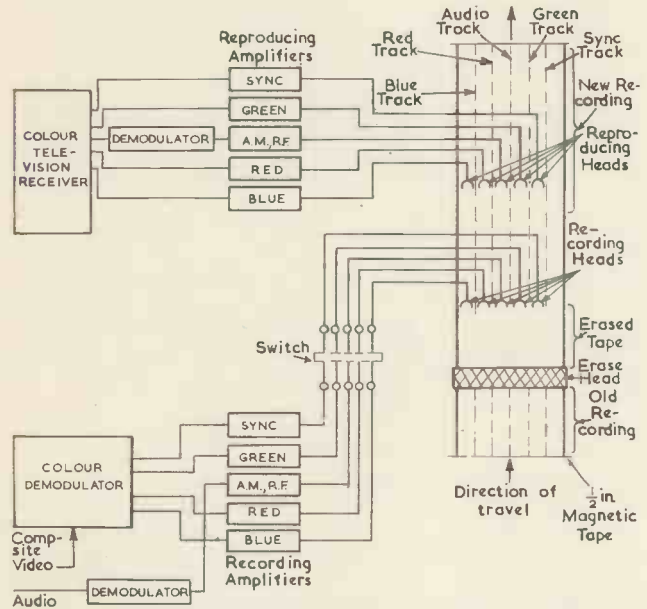 Reproducing
Amplifiers
SYNC
GREEN
DEMODULATOR
A.M., R.F.
RED
BLUE
COLOUR
TELE-
VISION
RECEIVER
Audio
Track
Green
Track
Red
Track
Sync
Track
Blue
Track
New Re-
cording
Repro-
ducing
Heads
Re-
cording
Heads
Switch
Erased
Tape
Erase
Head
Old
Re-
cording
Direction of
travel
½ in
Magnetic
Tape
SYNC
GREEN
A.M., R.F.
RED
BLUE
Recording
Amplifiers
COLOUR
DEMODULATOR
Comp-
site
Video
DEMODULATOR
Audio